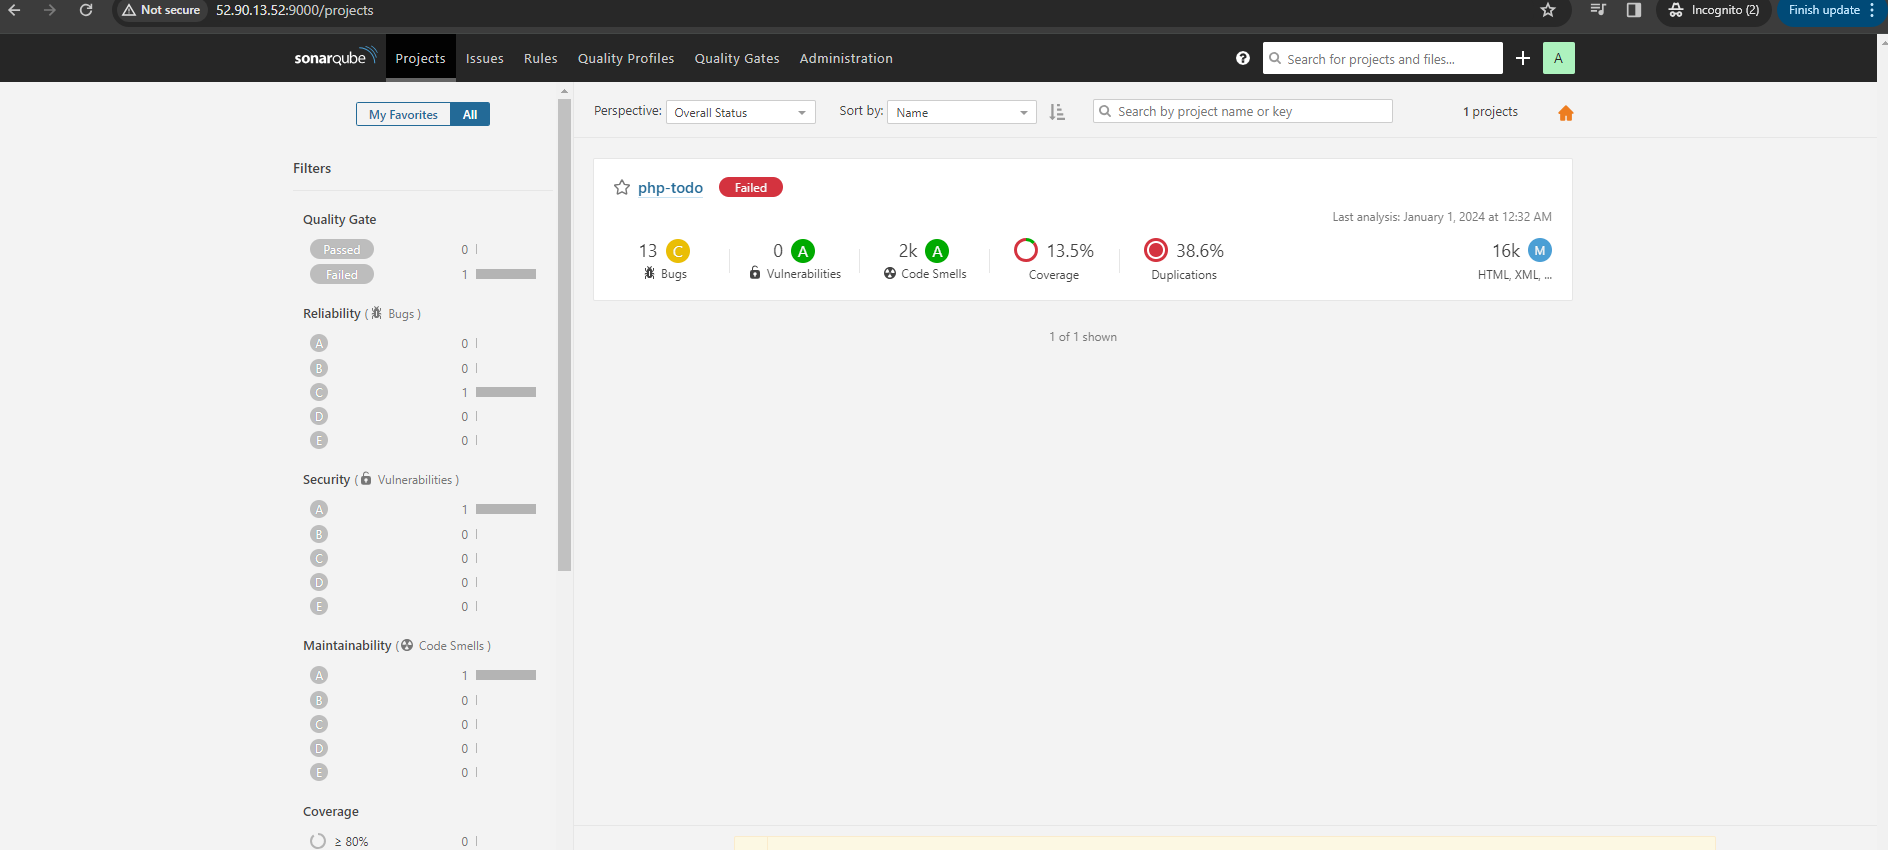 Not secure 52.90.13.52:9000/projects Incognito (2) Finish update
sonarqube Projects Issues Rules Quality Profiles Quality Gates Administration ? Search for projects and files... A
My Favorites All
Perspective: Overall Status Sort by: Name Search by project name or key 1 projects
Filters
Quality Gate
Passed 0
Failed 1
Reliability ( Bugs )
A 0
B 0
C 1
D 0
E 0
Security ( Vulnerabilities )
A 1
B 0
C 0
D 0
E 0
Maintainability ( Code Smells )
A 1
B 0
C 0
D 0
E 0
Coverage
≥ 80% 0
php-todo Failed
Last analysis: January 1, 2024 at 12:32 AM
13 C 0 A 2k A 13.5% 38.6% 16k M
Bugs Vulnerabilities Code Smells Coverage Duplications HTML, XML, ...
1 of 1 shown